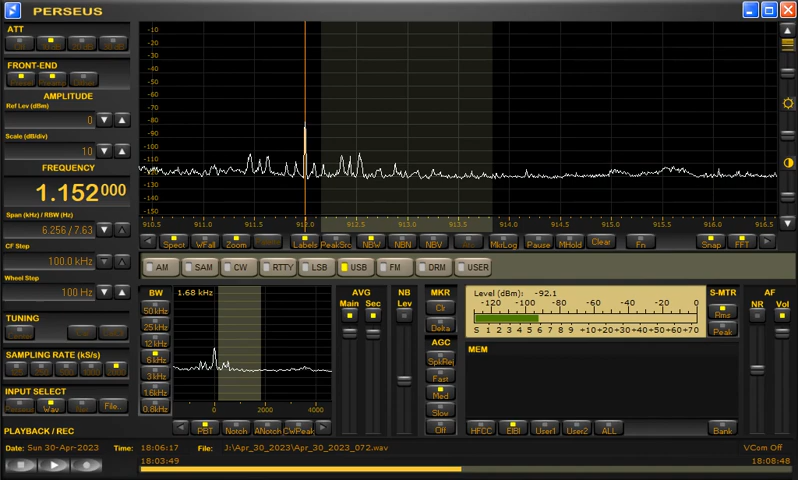 PERSEUS
ATT
FRONT-END
AMPLITUDE
Ref Lev (dBm)
0
Scale (dB/div)
10
FREQUENCY
1.152000
Span (kHz) / RBW (Hz)
6.256 / 7.63
CF Step
100.0 kHz
Wheel Step
100 Hz
TUNING
SAMPLING RATE (kS/s)
INPUT SELECT
Wav
File..
PLAYBACK / REC
-10
-20
-30
-40
-50
-60
-70
-80
-90
-100
-110
-120
-130
-140
-150
910.5 911.0 911.5 912.0 912.5 913.0 913.5 914.0 914.5 915.0 915.5 916.0 916.5
Spect WFall Zoom Labels PeakSrc NBW NBN NBV MkrLog Pause MHold Clear Fn Snap FFT
AM SAM CW RTTY LSB USB FM DRM USER
BW
50kHz
25kHz
12kHz
6 kHz
3 kHz
1.6kHz
0.8kHz
1.68 kHz
0 2000 4000
PBT Notch ANotch CWPeak
AVG
Main Sec
NB
Lev
MKR
Clr
Delta
AGC
SpkRej
Fast
Med
Slow
Off
Level (dBm): -92.1
-120 -100 -80 -60 -40 -20 0
S 1 2 3 4 5 6 7 8 9 +10+20+30+40+50+60+70
MEM
HFCC EIBI User1 User2 ALL Bank
S-MTR
Rms
Peak
AF
NR Vol
Date: Sun 30-Apr-2023 Time: 18:06:17 File: J:\Apr_30_2023\Apr_30_2023_072.wav VCom Off
18:03:49 18:08:48